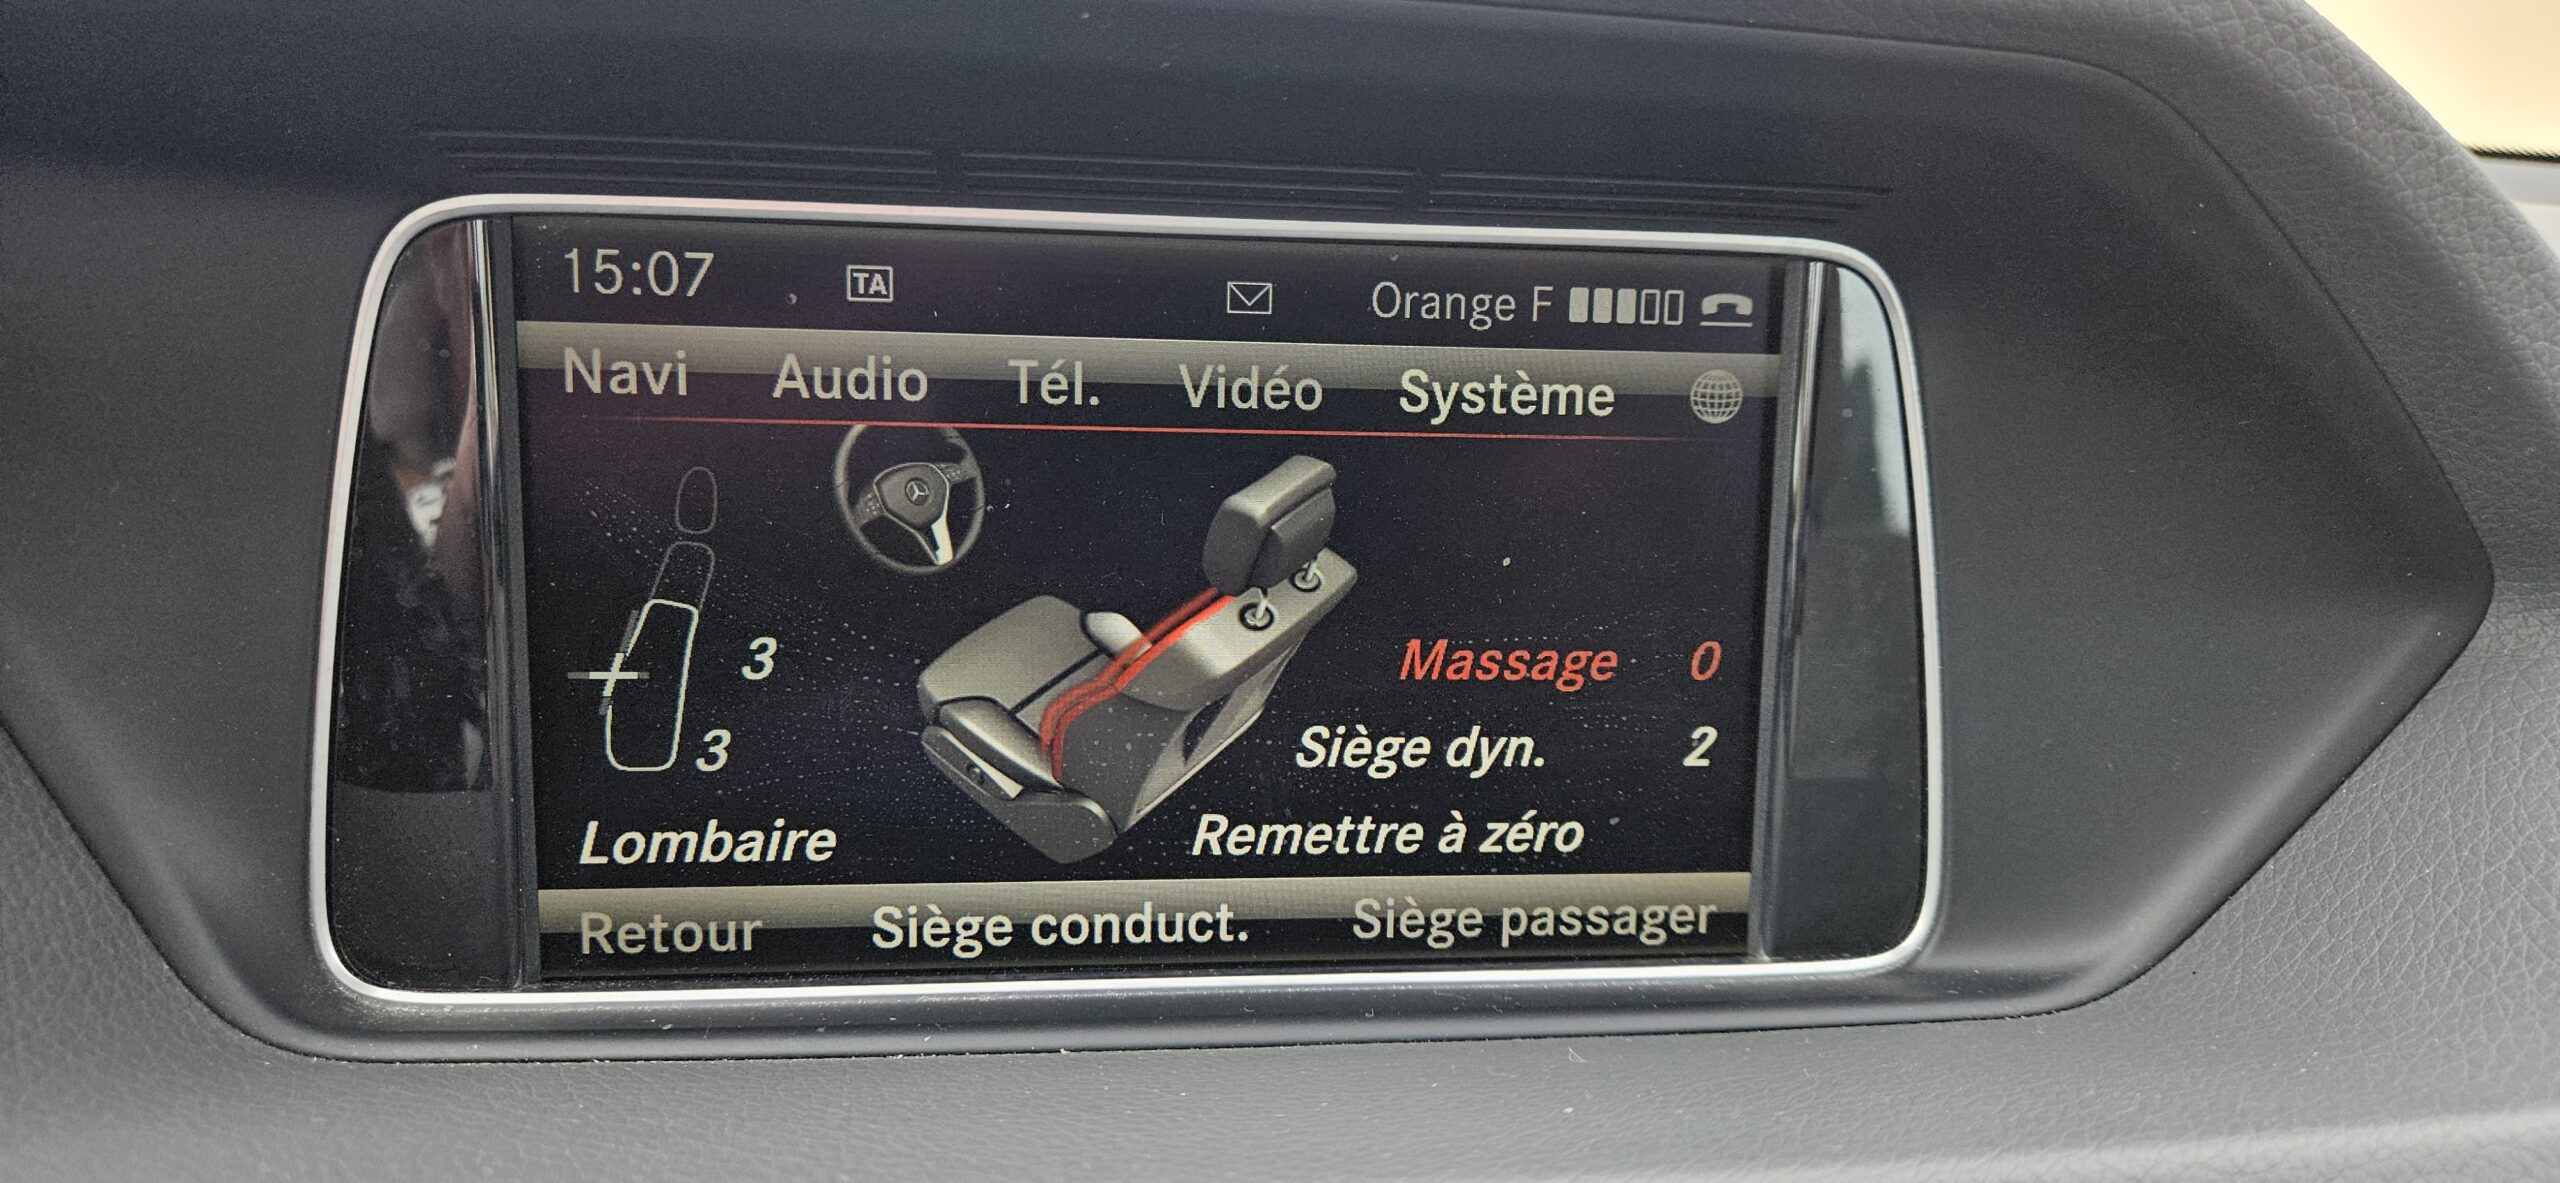 15:07 TA Orange F
Navi Audio Tél. Vidéo Système
3
Massage 0
3
Siège dyn. 2
Lombaire
Remettre à zéro
Retour Siège conduct. Siège passager